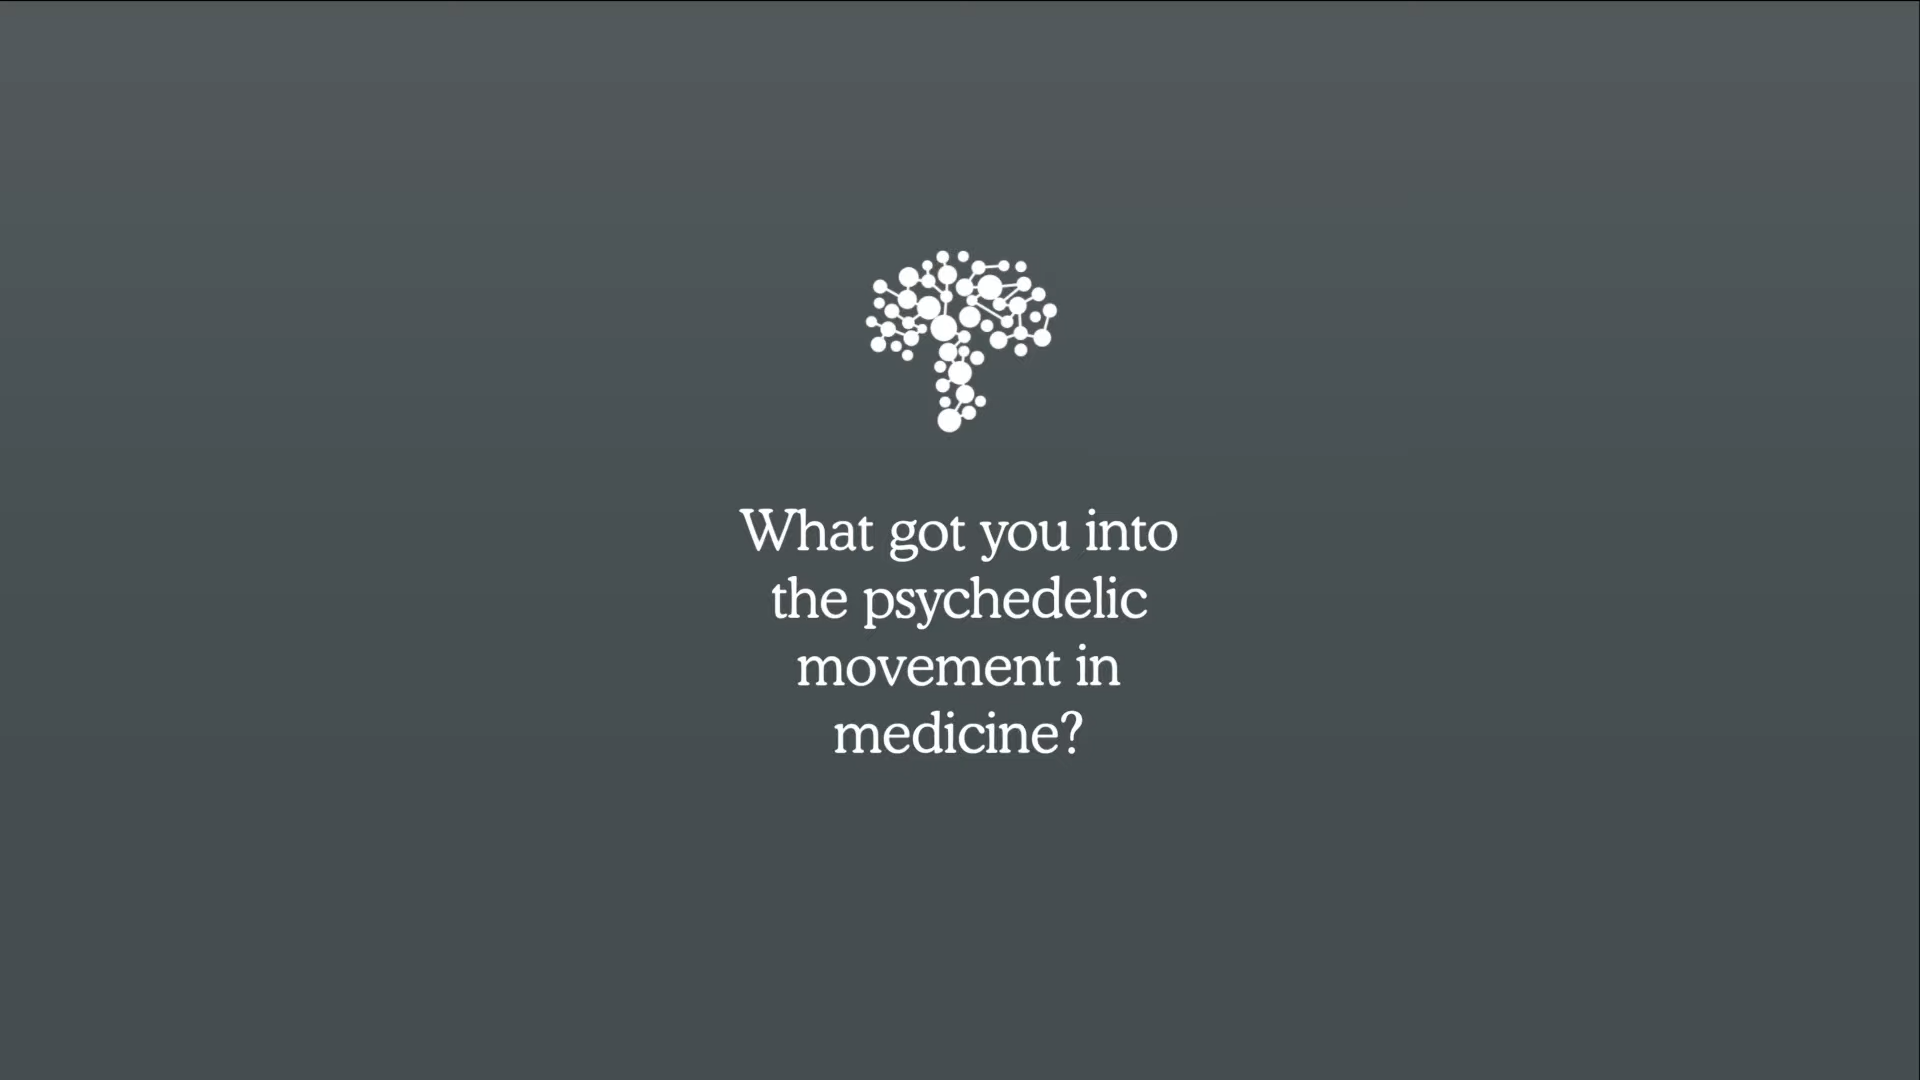 What got you into
the psychedelic
movement in
medicine?